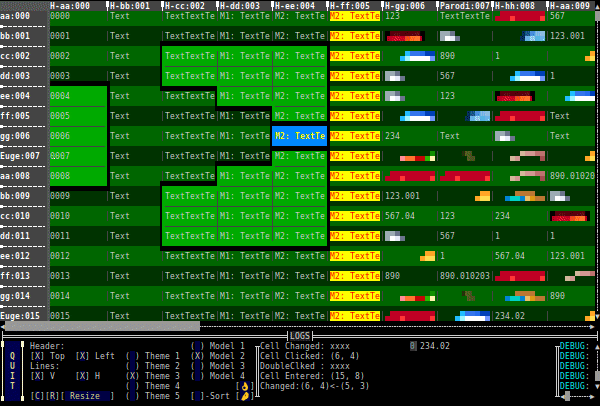 H-aa:000 H-bb:001 H-cc:002 H-dd:003 H-ee:004 H-ff:005 H-gg:006 Parodi:007 H-hh:008 H-aa:009
aa:000 0000 Text TextTextTe M1: TextTe M2: TextTe M2: TextTe 123 TextTextTe 567
bb:001 0001 Text TextTextTe M1: TextTe M2: TextTe M2: TextTe 123.001
cc:002 0002 Text TextTextTe M1: TextTe M2: TextTe M2: TextTe 890 1
dd:003 0003 Text TextTextTe M1: TextTe M2: TextTe M2: TextTe 567 1
ee:004 0004 Text TextTextTe M1: TextTe M2: TextTe M2: TextTe 123
ff:005 0005 Text TextTextTe M1: TextTe M2: TextTe M2: TextTe Text
gg:006 0006 Text TextTextTe M1: TextTe M2: TextTe M2: TextTe 234 Text Text
Euge:007 0007 Text TextTextTe M1: TextTe M2: TextTe M2: TextTe
aa:008 0008 Text TextTextTe M1: TextTe M2: TextTe M2: TextTe 890.01020
bb:009 0009 Text TextTextTe M1: TextTe M2: TextTe M2: TextTe 123.001
cc:010 0010 Text TextTextTe M1: TextTe M2: TextTe M2: TextTe 567.04 123 234
dd:011 0011 Text TextTextTe M1: TextTe M2: TextTe M2: TextTe 567 1 1
ee:012 0012 Text TextTextTe M1: TextTe M2: TextTe M2: TextTe 1 567.04 123.001
ff:013 0013 Text TextTextTe M1: TextTe M2: TextTe M2: TextTe 890 890.010203
gg:014 0014 Text TextTextTe M1: TextTe M2: TextTe M2: TextTe 890
Euge:015 0015 Text TextTextTe M1: TextTe M2: TextTe M2: TextTe 234.02
LOGS
QUIT
Header: ( ) Model 1
[X] Top [X] Left ( ) Theme 1 (X) Model 2
Lines: ( ) Theme 2 ( ) Model 3
[X] V [X] H (X) Theme 3 ( ) Model 4
( ) Theme 4 [👌]
[C][R][ Resize ] ( ) Theme 5 [ ]-Sort [🤌]
Cell Changed: xxxx 0 234.02
Cell Clicked: (6, 4)
DoubleClked : xxxx
Cell Entered: (15, 8)
Changed:(6,4)<-(5, 3)
DEBUG:
DEBUG:
DEBUG:
DEBUG:
DEBUG: